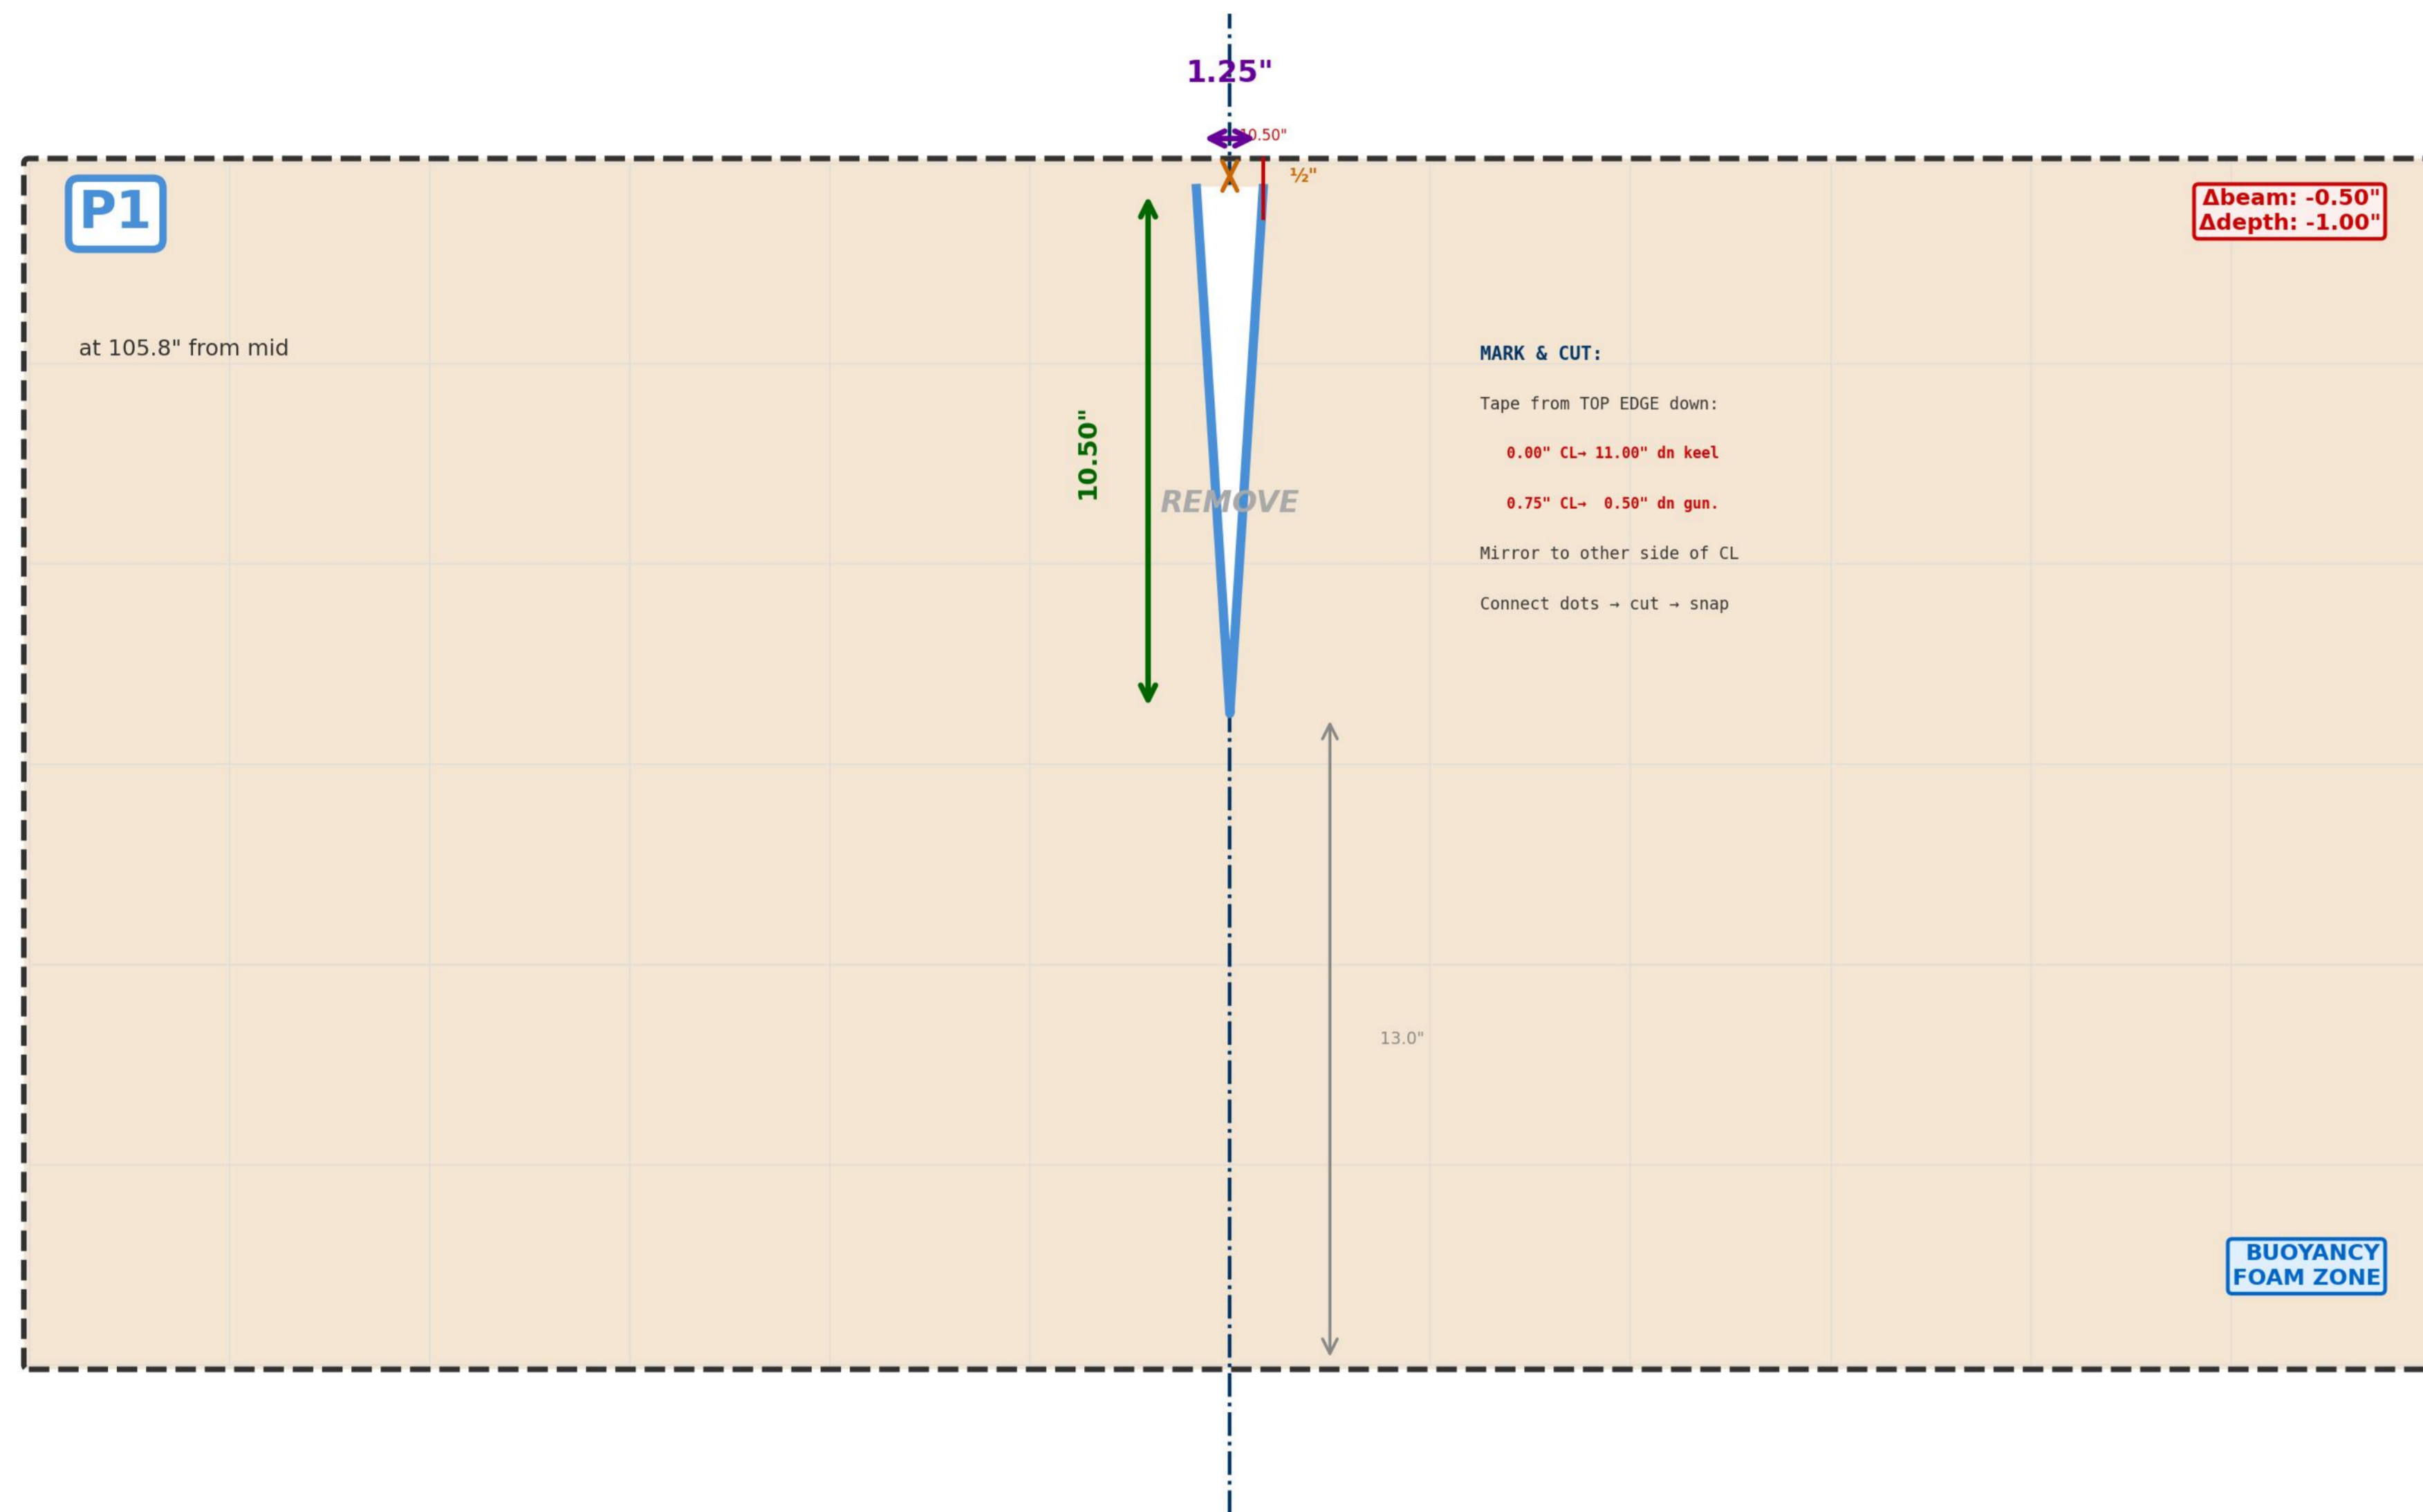 1.25"
10.50"
½"
P1
Δbeam: -0.50"
Δdepth: -1.00"
at 105.8" from mid
10.50"
REMOVE
MARK & CUT:
Tape from TOP EDGE down:
0.00" CL→ 11.00" dn keel
0.75" CL→  0.50" dn gun.
Mirror to other side of CL
Connect dots → cut → snap
13.0"
BUOYANCY
FOAM ZONE